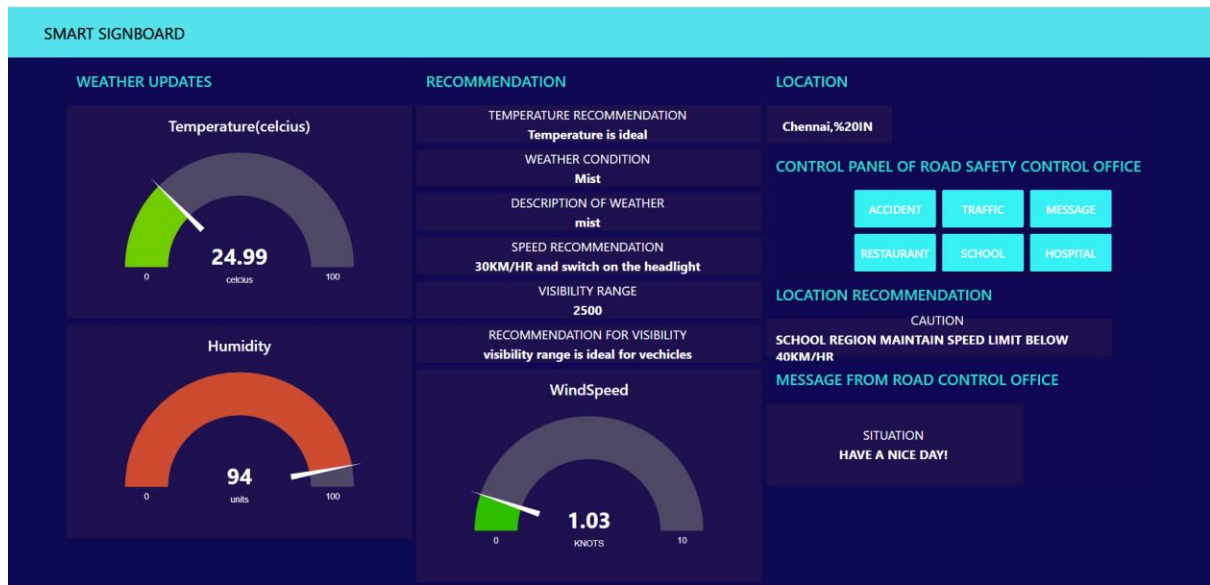 SMART SIGNBOARD
WEATHER UPDATES
Temperature(celcius)
24.99
celcius
0
100
Humidity
94
units
0
100
RECOMMENDATION
TEMPERATURE RECOMMENDATION
Temperature is ideal
WEATHER CONDITION
Mist
DESCRIPTION OF WEATHER
mist
SPEED RECOMMENDATION
30KM/HR and switch on the headlight
VISIBILITY RANGE
2500
RECOMMENDATION FOR VISIBILITY
visibility range is ideal for vechicles
WindSpeed
1.03
KNOTS
0
10
LOCATION
Chennai,%20IN
CONTROL PANEL OF ROAD SAFETY CONTROL OFFICE
ACCIDENT TRAFFIC MESSAGE
RESTAURANT SCHOOL HOSPITAL
LOCATION RECOMMENDATION
CAUTION
SCHOOL REGION MAINTAIN SPEED LIMIT BELOW
40KM/HR
MESSAGE FROM ROAD CONTROL OFFICE
SITUATION
HAVE A NICE DAY!